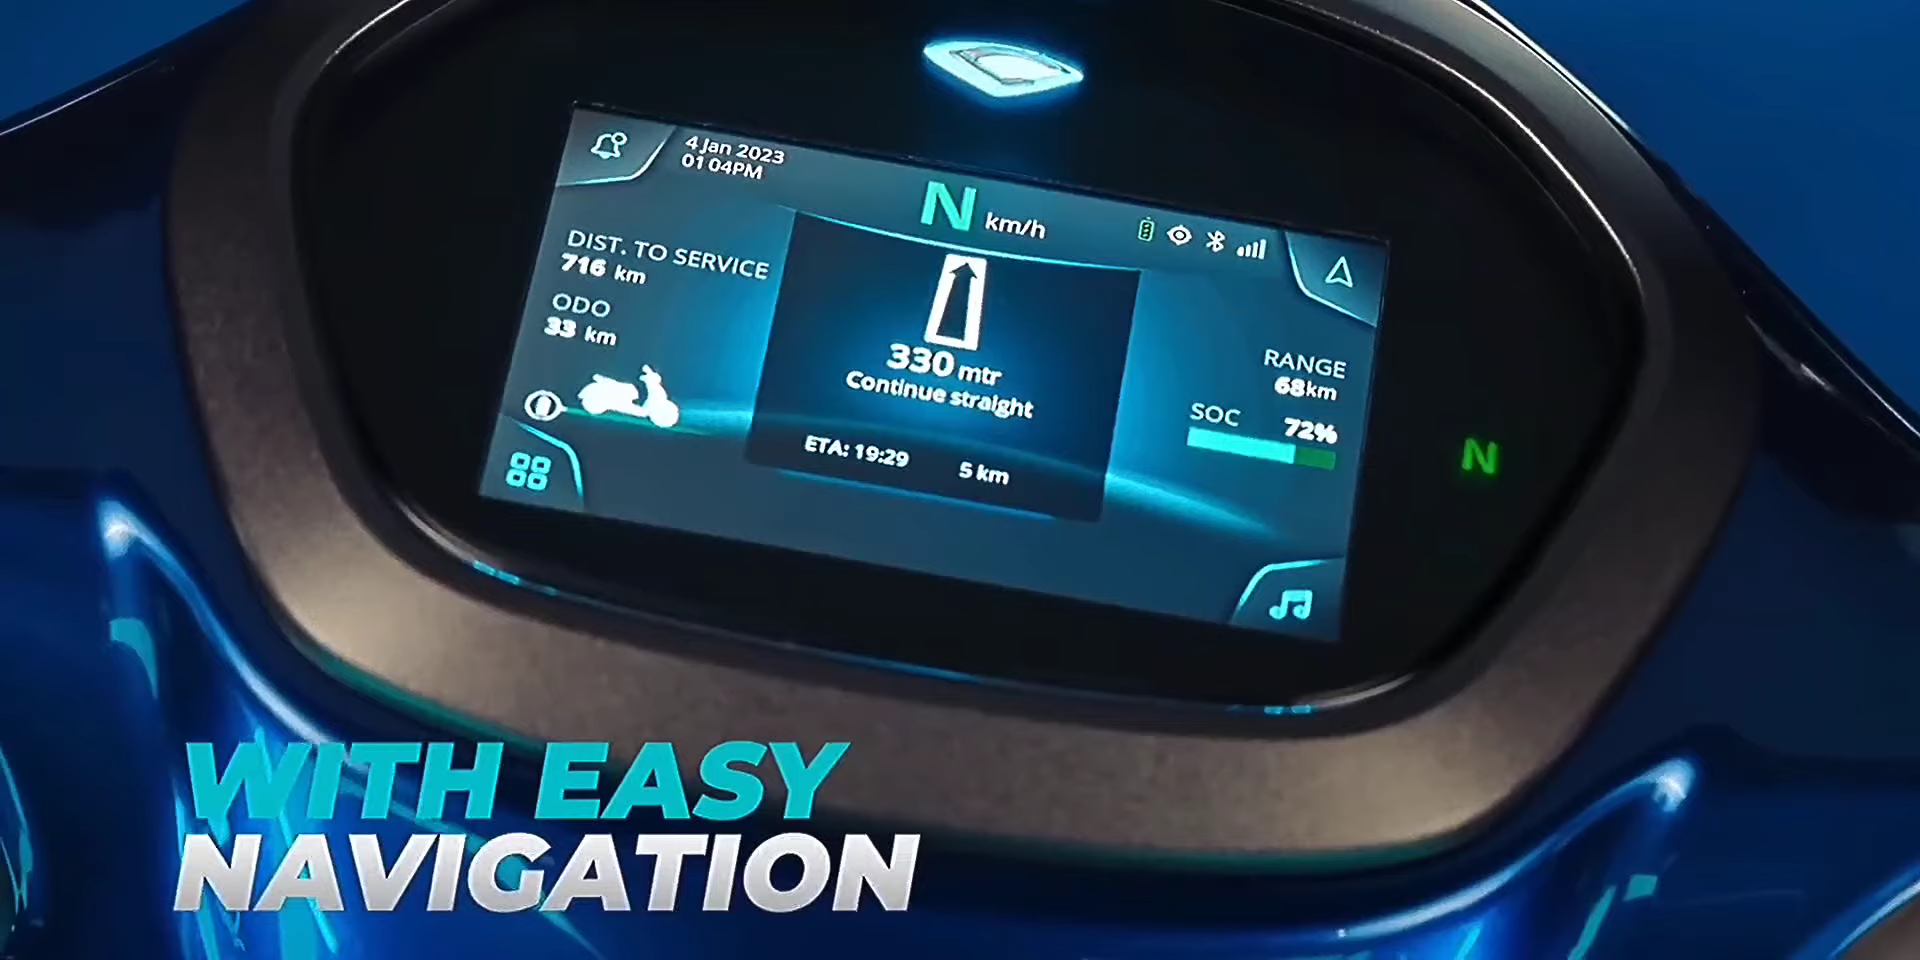 4 Jan 2023
01 04PM
N km/h
DIST. TO SERVICE
716 km
ODO
33 km
330 mtr
Continue straight
ETA: 19:29 5 km
RANGE
68km
SOC 72%
N
WITH EASY
NAVIGATION